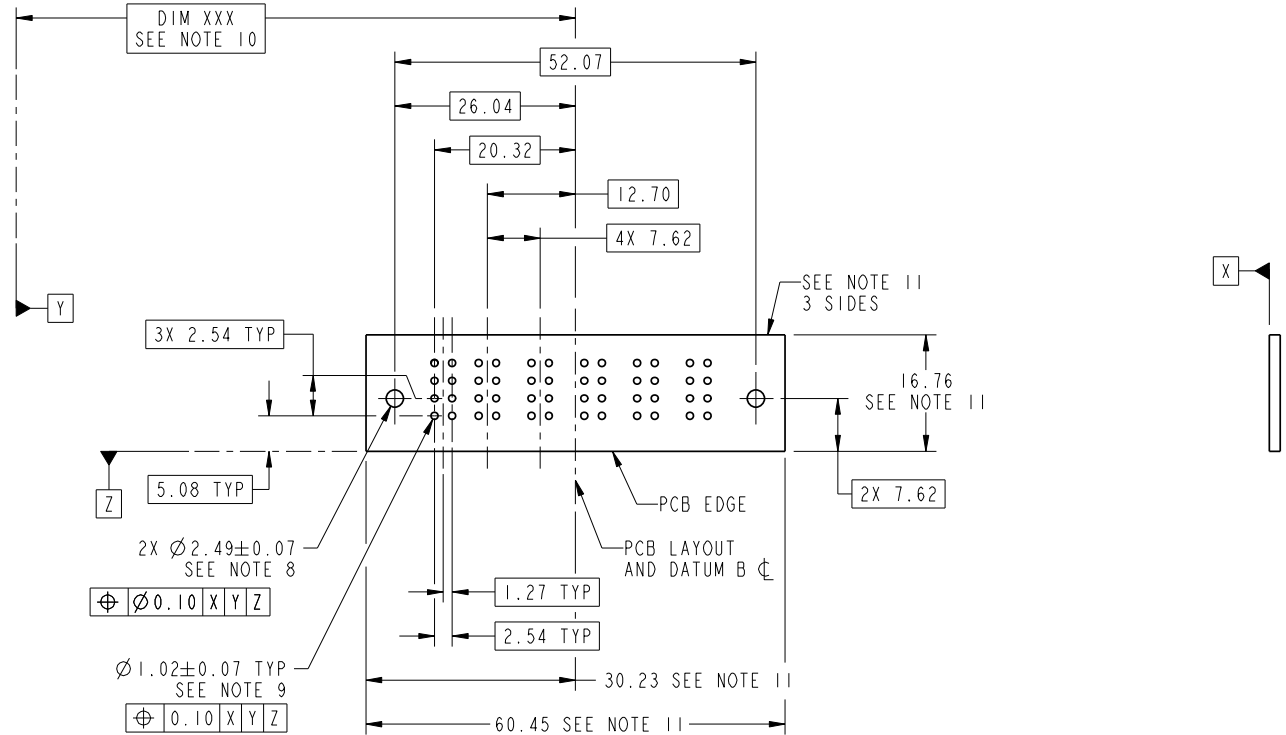 DIM XXX
SEE NOTE 10
52.07
26.04
20.32
12.70
4X 7.62
X
SEE NOTE 11
3 SIDES
Y
3X 2.54 TYP
16.76
SEE NOTE 11
5.08 TYP
2X 7.62
Z
PCB EDGE
2X Ø2.49±0.07
SEE NOTE 8
PCB LAYOUT
AND DATUM B ℄
⌖ Ø0.10 X Y Z
1.27 TYP
2.54 TYP
Ø1.02±0.07 TYP
SEE NOTE 9
30.23 SEE NOTE 11
⌖ 0.10 X Y Z
60.45 SEE NOTE 11